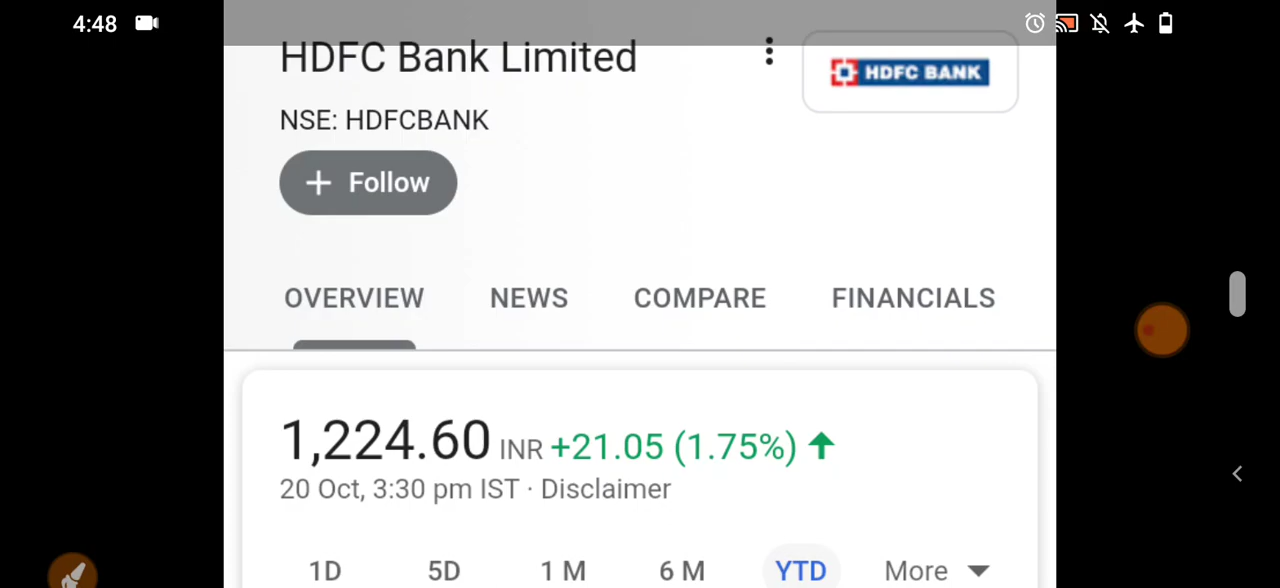 4:48
HDFC Bank Limited
HDFC BANK
NSE: HDFCBANK
+ Follow
OVERVIEW NEWS COMPARE FINANCIALS
1,224.60 INR +21.05 (1.75%) ↑
20 Oct, 3:30 pm IST · Disclaimer
1D 5D 1 M 6 M YTD More